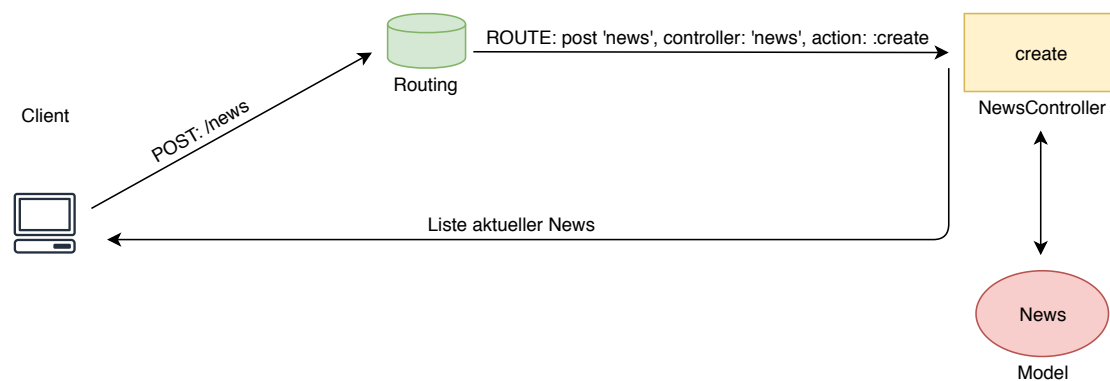 ROUTE: post 'news', controller: 'news', action: :create
create
Routing
NewsController
Client
POST: /news
Liste aktueller News
News
Model